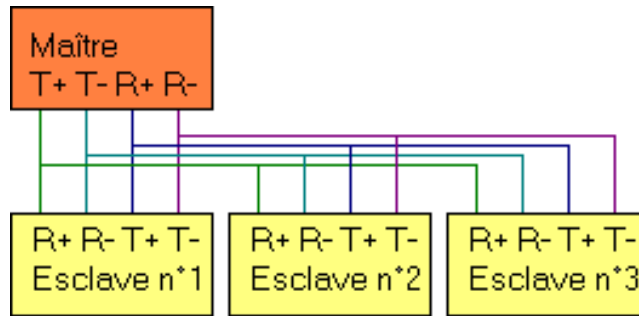 Maître
T+ T- R+ R-
R+ R- T+ T-
Esclave n°1
R+ R- T+ T-
Esclave n°2
R+ R- T+ T-
Esclave n°3